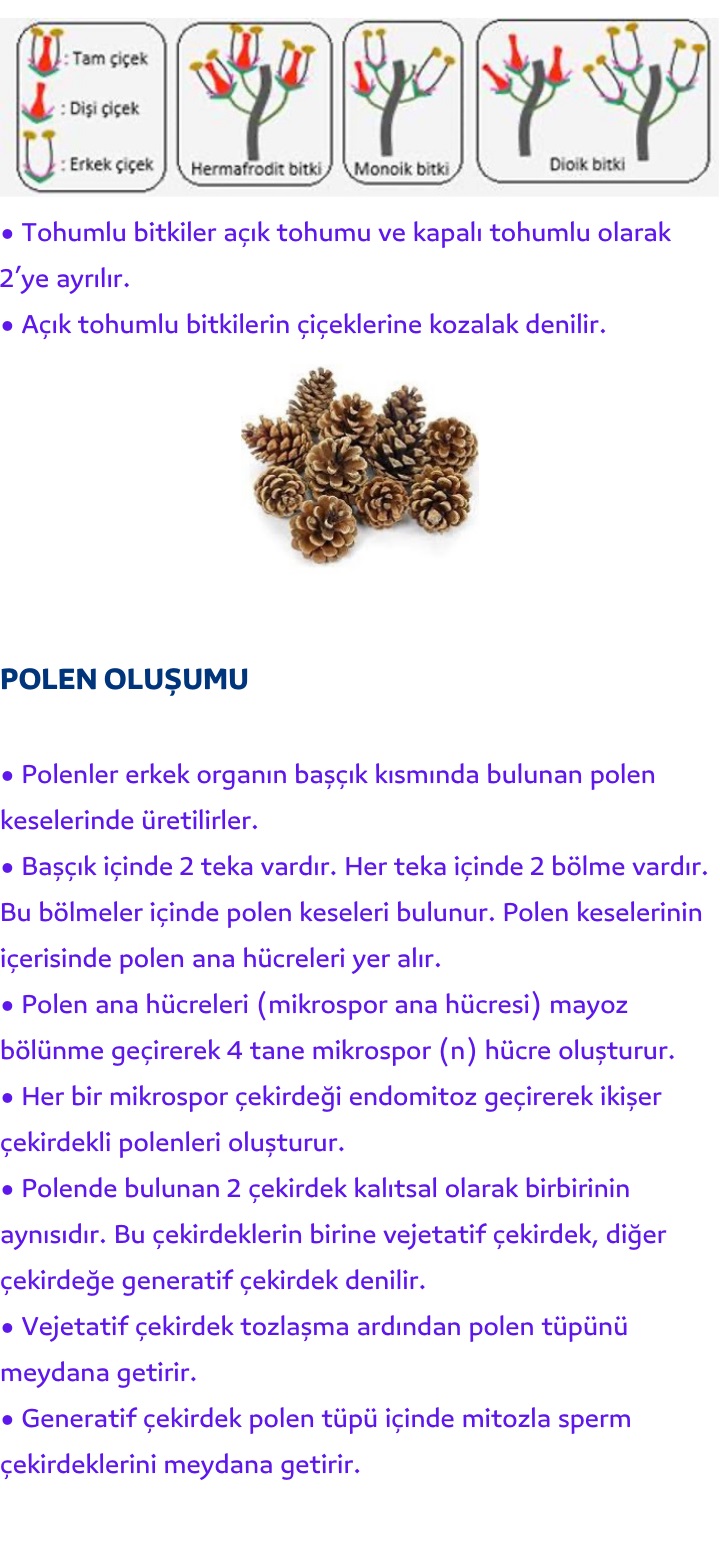 : Tam çiçek
: Dişi çiçek
: Erkek çiçek
Hermafrodit bitki
Monoik bitki
Dioik bitki
• Tohumlu bitkiler açık tohumu ve kapalı tohumlu olarak
2’ye ayrılır.
• Açık tohumlu bitkilerin çiçeklerine kozalak denilir.
POLEN OLUŞUMU
• Polenler erkek organın başçık kısmında bulunan polen
keselerinde üretilirler.
• Başçık içinde 2 teka vardır. Her teka içinde 2 bölme vardır.
Bu bölmeler içinde polen keseleri bulunur. Polen keselerinin
içerisinde polen ana hücreleri yer alır.
• Polen ana hücreleri (mikrospor ana hücresi) mayoz
bölünme geçirerek 4 tane mikrospor (n) hücre oluşturur.
• Her bir mikrospor çekirdeği endomitoz geçirerek ikişer
çekirdekli polenleri oluşturur.
• Polende bulunan 2 çekirdek kalıtsal olarak birbirinin
aynısıdır. Bu çekirdeklerin birine vejetatif çekirdek, diğer
çekirdeğe generatif çekirdek denilir.
• Vejetatif çekirdek tozlaşma ardından polen tüpünü
meydana getirir.
• Generatif çekirdek polen tüpü içinde mitozla sperm
çekirdeklerini meydana getirir.